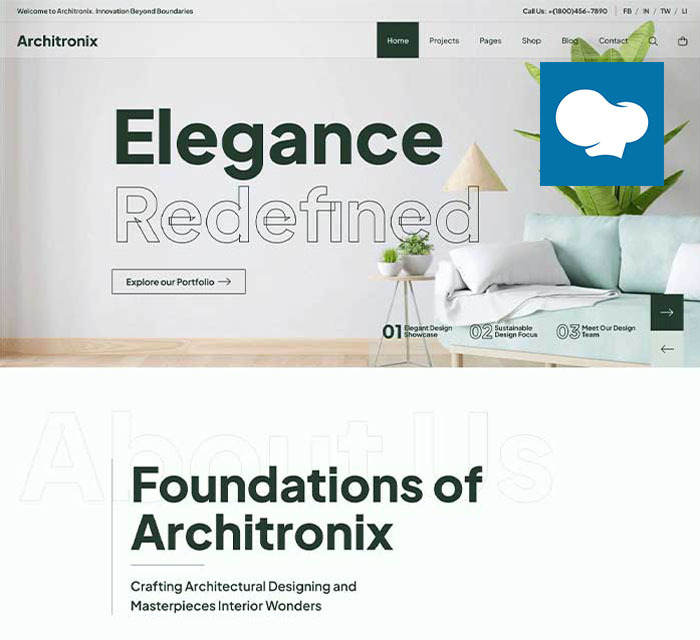 Welcome to Architronix. Innovation Beyond Boundaries
Call Us: +(1800)456-7890 FB / IN / TW / LI
Architronix
Home Projects Pages Shop Blog Contact
Elegance
Redefined
Explore our Portfolio
01 Elegant Design
Showcase
02 Sustainable
Design Focus
03 Meet Our Design
Team
About Us
Foundations of
Architronix
Crafting Architectural Designing and
Masterpieces Interior Wonders